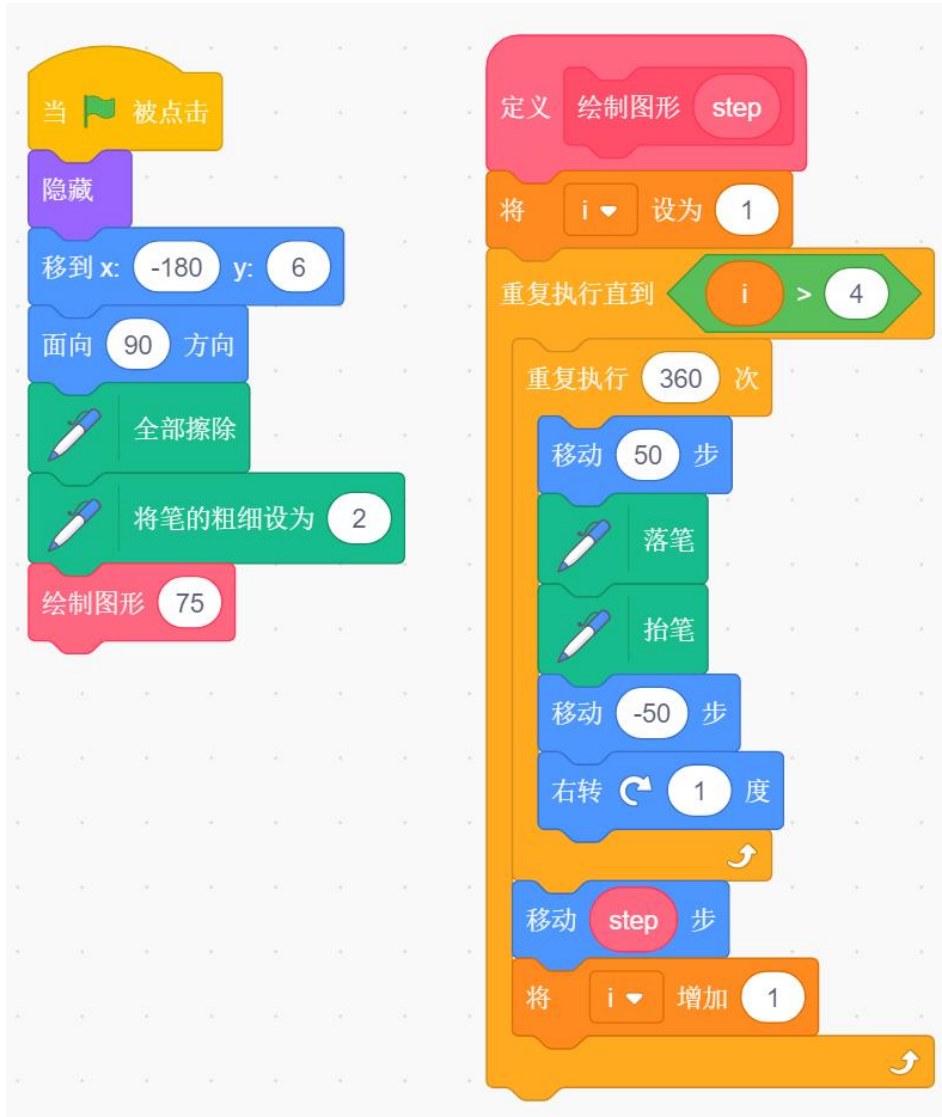 当 被点击
隐藏
移到 x: -180 y: 6
面向 90 方向
全部擦除
将笔的粗细设为 2
绘制图形 75
定义 绘制图形 step
将 i 设为 1
重复执行直到 i > 4
重复执行 360 次
移动 50 步
落笔
抬笔
移动 -50 步
右转 1 度
移动 step 步
将 i 增加 1